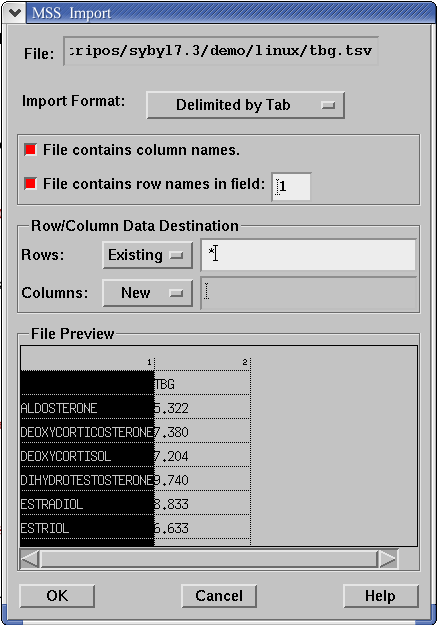 MSS Import
File: tripos/sybyl7.3/demo/linux/tbg.tsv
Import Format: Delimited by Tab
File contains column names.
File contains row names in field: 1
Row/Column Data Destination
Rows: Existing *
Columns: New
File Preview
1 2
TBG
ALDOSTERONE 5.322
DEOXYCORTICOSTERONE 7.380
DEOXYCORTISOL 7.204
DIHYDROTESTOSTERONE 9.740
ESTRADIOL 8.833
ESTRIOL 6.633
OK Cancel Help